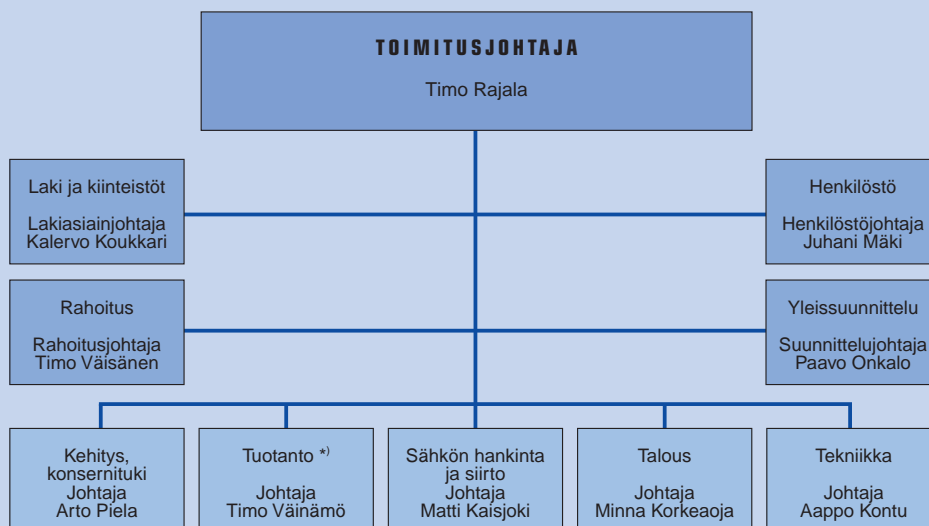 TOIMITUSJOHTAJA
Timo Rajala
Laki ja kiinteistöt
Lakiasiainjohtaja
Kalervo Koukkari
Henkilöstö
Henkilöstöjohtaja
Juhani Mäki
Rahoitus
Rahoitusjohtaja
Timo Väisänen
Yleissuunnittelu
Suunnittelujohtaja
Paavo Onkalo
Kehitys,
konsernituki
Johtaja
Arto Piela
Tuotanto *)
Johtaja
Timo Väinämö
Sähkön hankinta
ja siirto
Johtaja
Matti Kaisjoki
Talous
Johtaja
Minna Korkeaoja
Tekniikka
Johtaja
Aappo Kontu